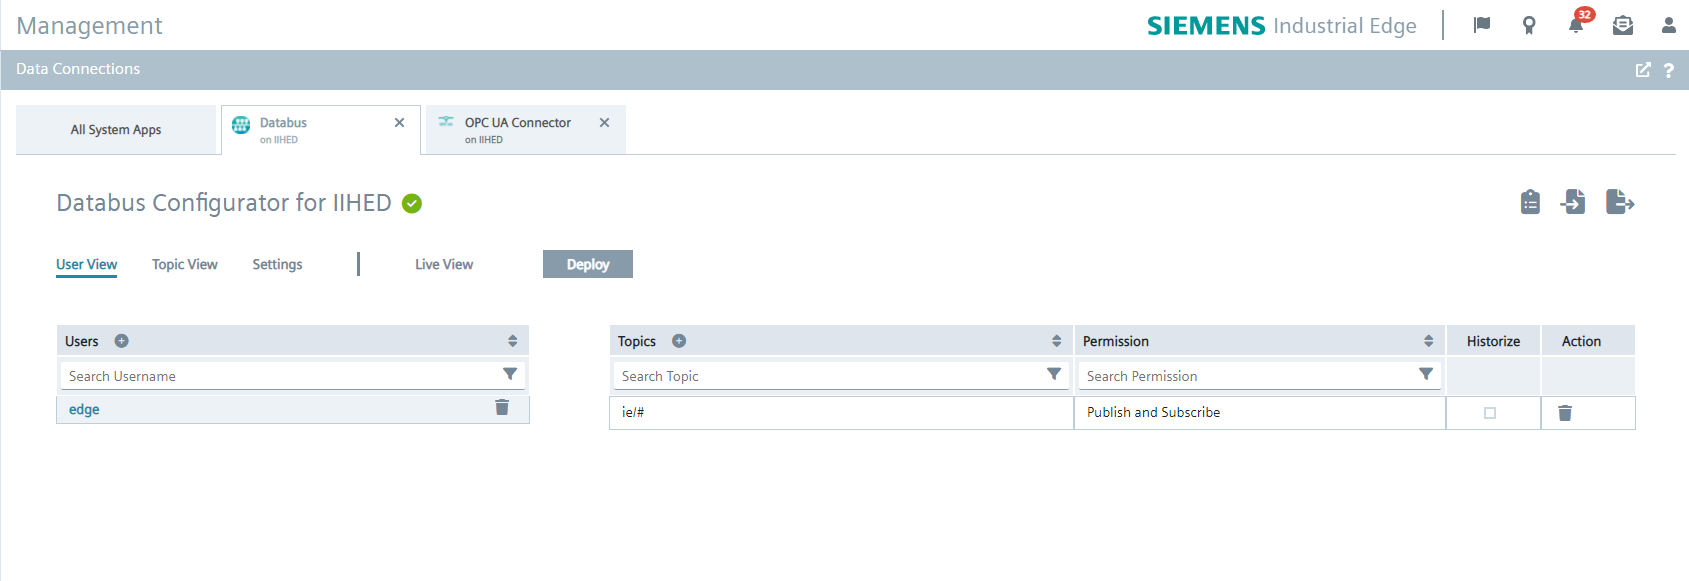 Management
SIEMENS Industrial Edge
32
Data Connections
?
All System Apps
Databus
on IIHED
OPC UA Connector
on IIHED
Databus Configurator for IIHED
User View
Topic View
Settings
Live View
Deploy
Users
Topics
Permission
Historize
Action
Search Username
Search Topic
Search Permission
edge
ie/#
Publish and Subscribe